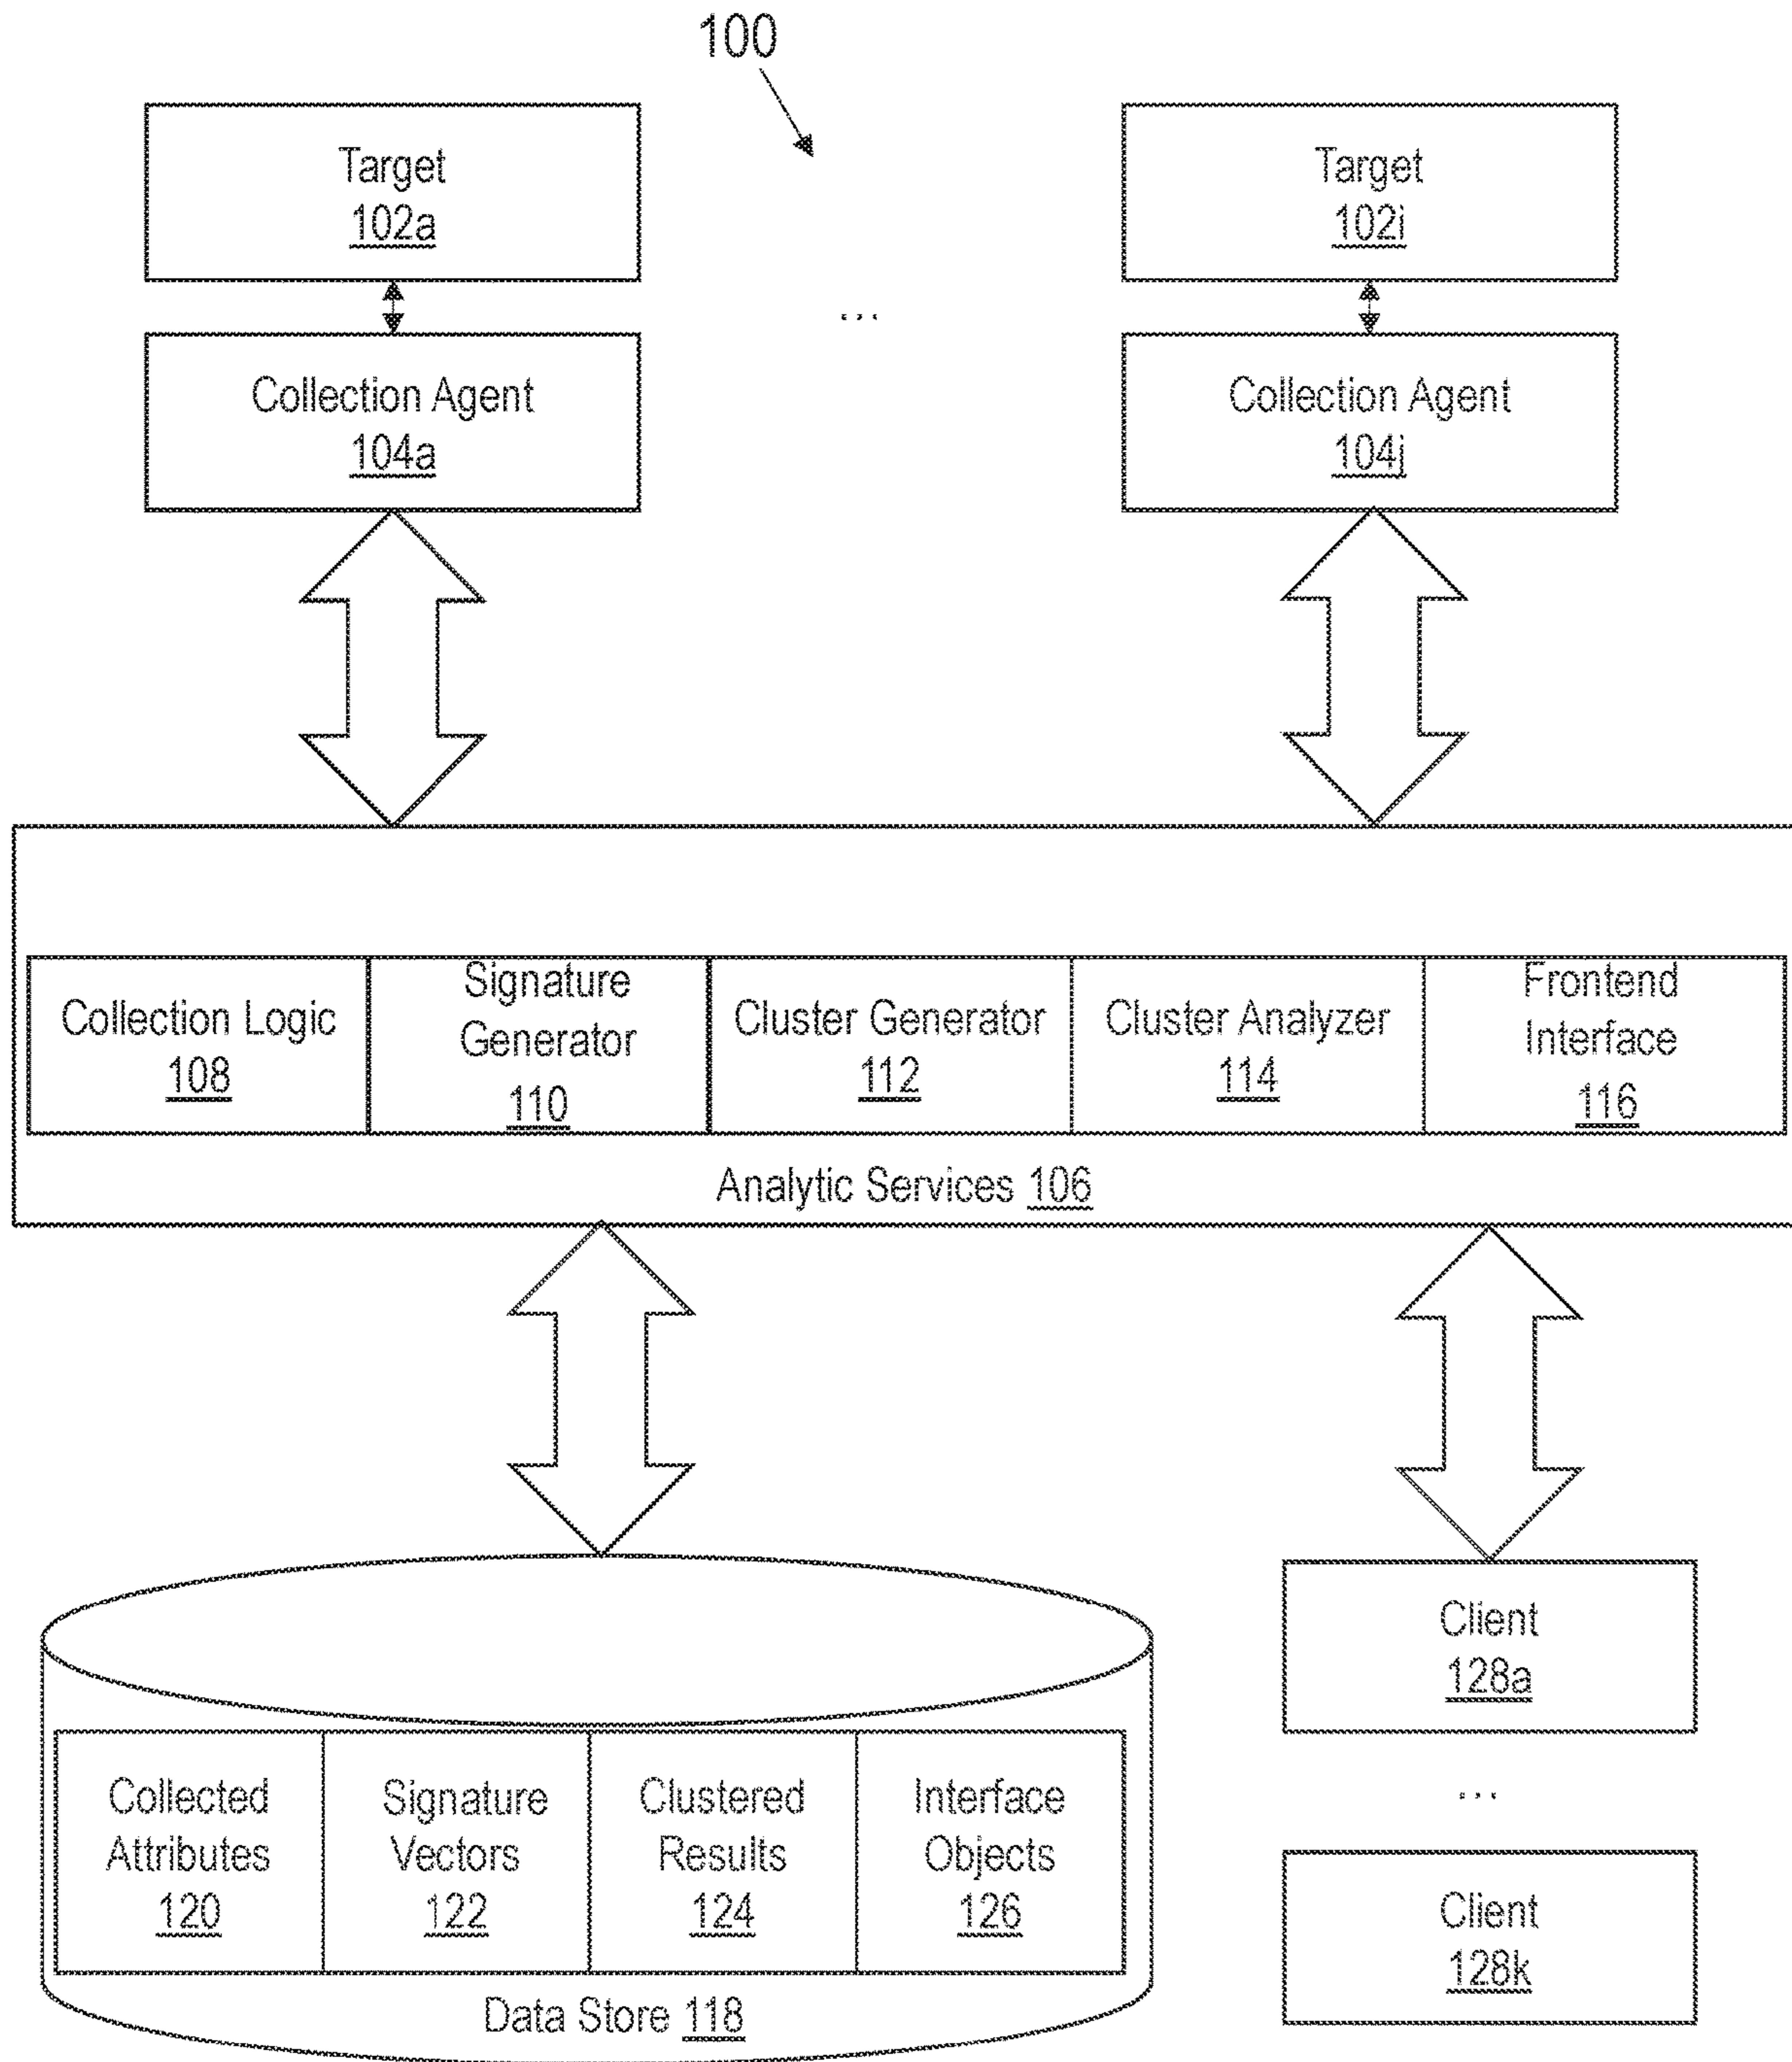 100
Target
102a
Target
102i
...
Collection Agent
104a
Collection Agent
104j
Collection Logic
108
Signature
Generator
110
Cluster Generator
112
Cluster Analyzer
114
Frontend
Interface
116
Analytic Services 106
Collected
Attributes
120
Signature
Vectors
122
Clustered
Results
124
Interface
Objects
126
Data Store 118
Client
128a
...
Client
128k